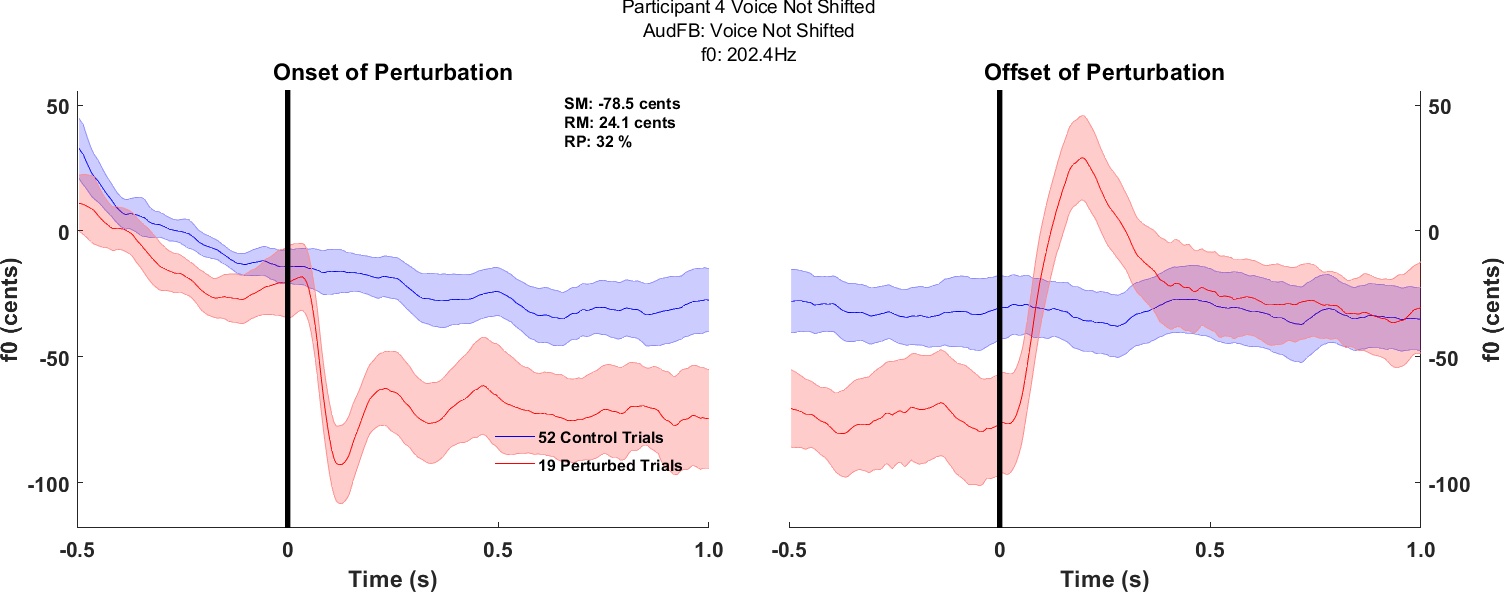 Participant 4 Voice Not Shifted
AudFB: Voice Not Shifted
f0: 202.4Hz
Onset of Perturbation
SM: -78.5 cents
RM: 24.1 cents
RP: 32 %
50
0
-50
-100
f0 (cents)
52 Control Trials
19 Perturbed Trials
-0.5
0
0.5
1.0
Time (s)
Offset of Perturbation
50
0
-50
-100
f0 (cents)
-0.5
0
0.5
1.0
Time (s)